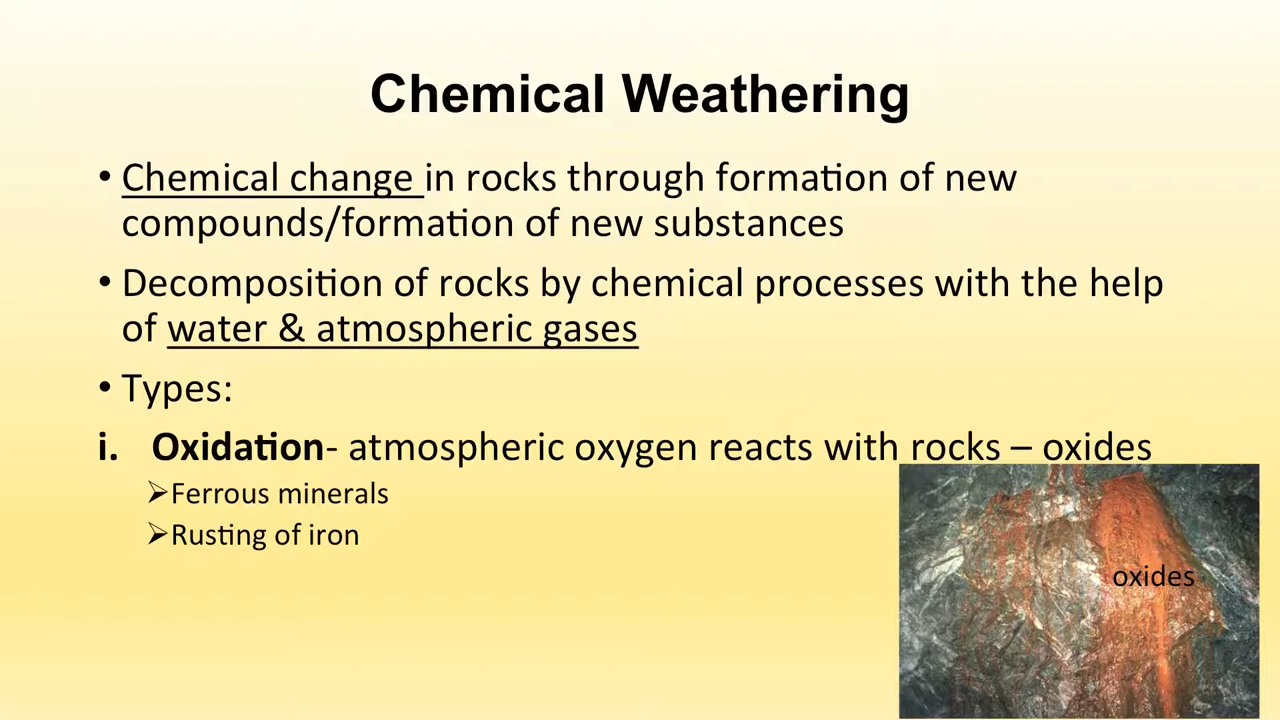 Chemical Weathering
• Chemical change in rocks through formation of new
compounds/formation of new substances
• Decomposition of rocks by chemical processes with the help
of water & atmospheric gases
• Types:
i. Oxidation- atmospheric oxygen reacts with rocks – oxides
➢Ferrous minerals
➢Rusting of iron
oxides